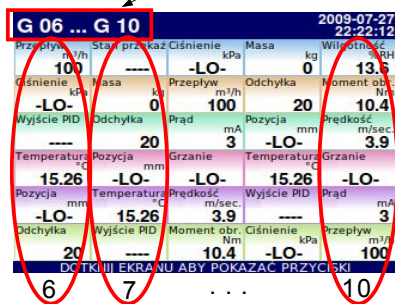 G 06 ... G 10
2009-07-27
22:22:12
Przepływ Stan przekaź Ciśnienie Masa Wilgotność
m³/h kPa kg %RH
100 ---- -LO- 0 13.6
Ciśnienie Masa Przepływ Odchyłka Moment obr.
kPa kg m³/h Nm
-LO- 0 100 20 10.4
Wyjście PID Odchyłka Prąd Pozycja Prędkość
mA mm m/sec.
---- 20 3 -LO- 3.9
Temperatura Pozycja Grzanie Temperatura Grzanie
°C mm °C
15.26 -LO- -LO- 15.26 -LO-
Pozycja Temperatura Prędkość Wyjście PID Prąd
mm °C m/sec. mA
-LO- 15.26 3.9 ---- 3
Odchyłka Wyjście PID Moment obr. Ciśnienie Przepływ
Nm kPa m³/h
20 ---- 10.4 -LO- 100
DOTKNIJ EKRANU ABY POKAZAĆ PRZYCISKI
6 7 . . . 10